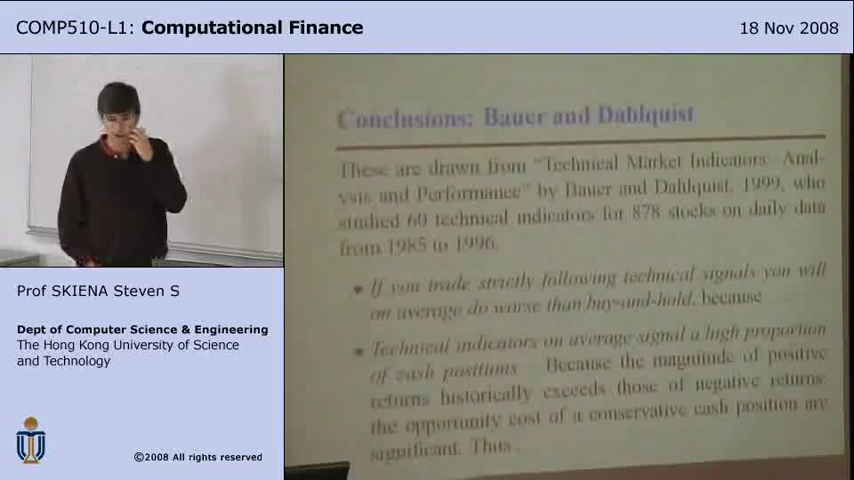 COMP510-L1: Computational Finance
18 Nov 2008
Conclusions: Bauer and Dahlquist
These are drawn from "Technical Market Indicators: Anal-
ysis and Performance" by Bauer and Dahlquist, 1999, who
studied 60 technical indicators for 878 stocks on daily data
from 1985 to 1996.
• If you trade strictly following technical signals you will
on average do worse than buy-and-hold, because
• Technical indicators on average signal a high proportion
of cash positions Because the magnitude of positive
returns historically exceeds those of negative returns
the opportunity cost of a conservative cash position are
significant. Thus
Prof SKIENA Steven S
Dept of Computer Science & Engineering
The Hong Kong University of Science
and Technology
©2008 All rights reserved